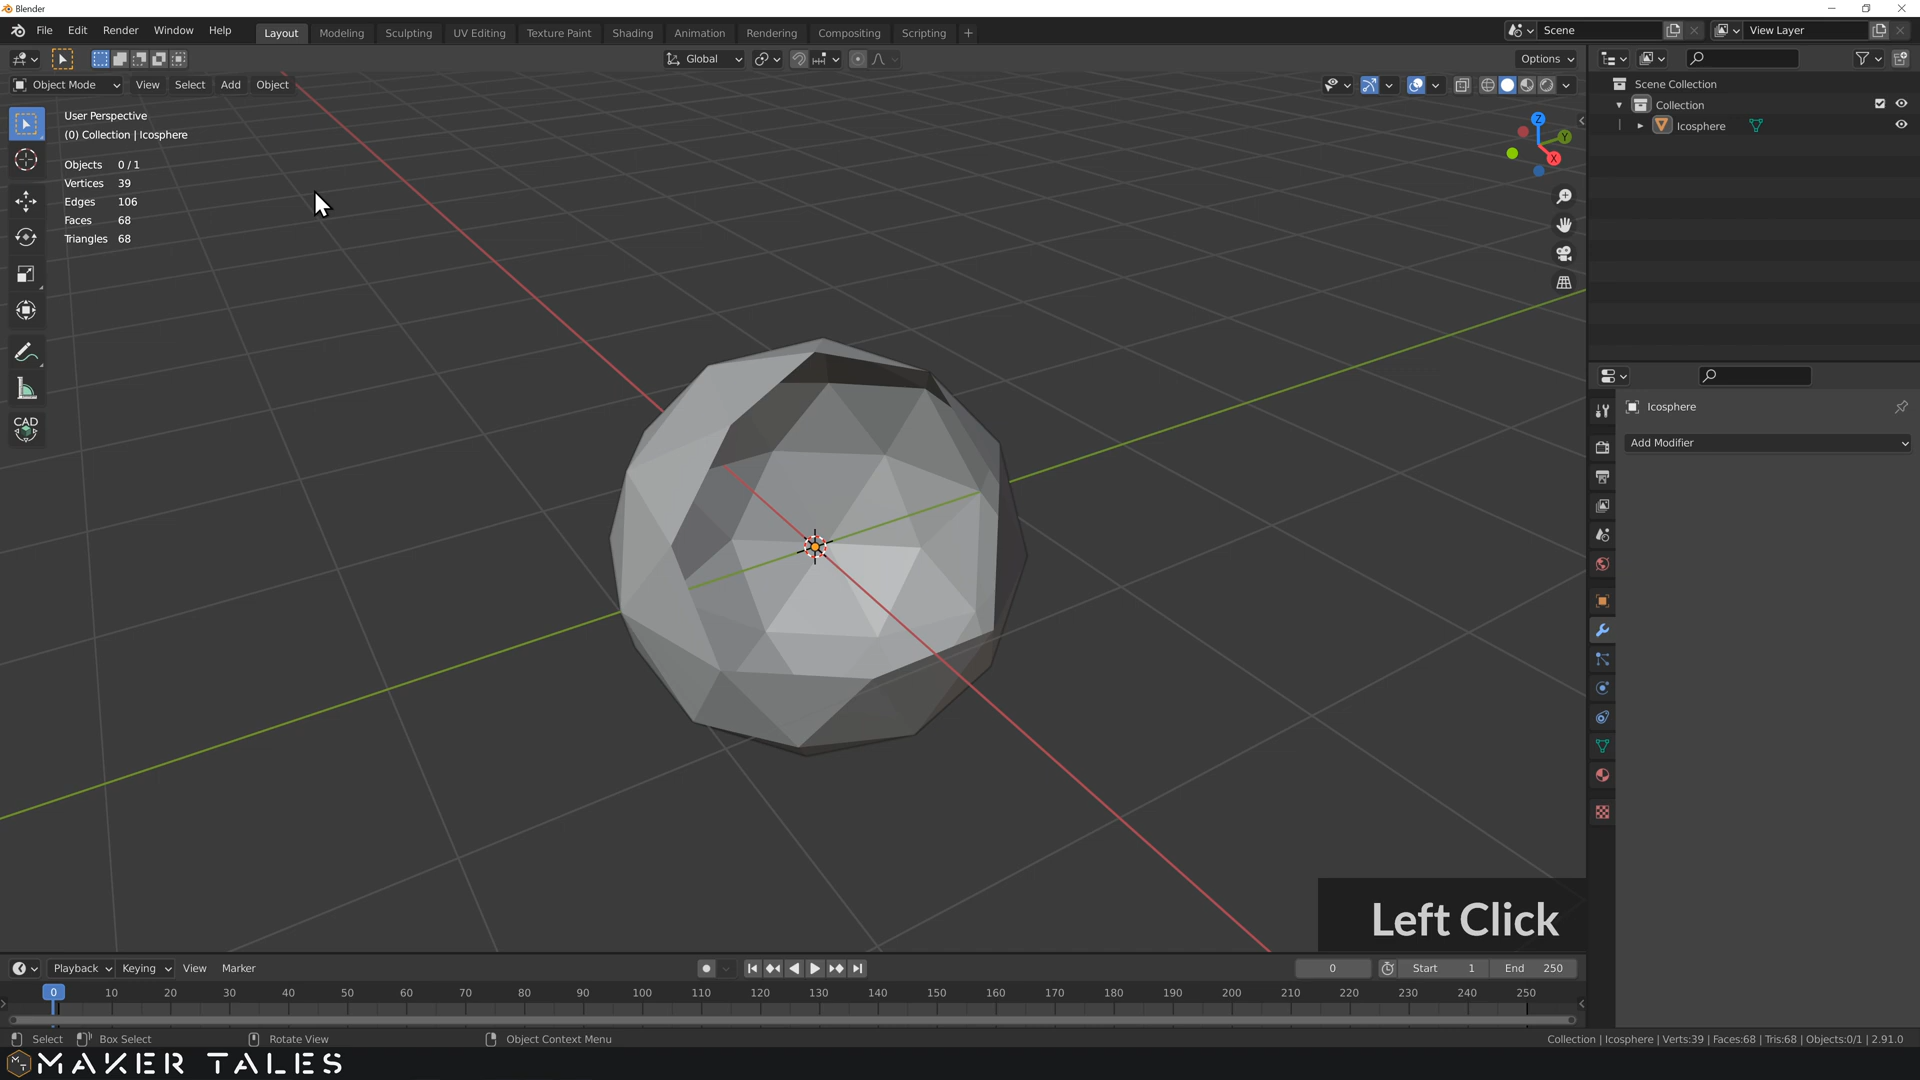 Blender
File Edit Render Window Help
Layout Modeling Sculpting UV Editing Texture Paint Shading Animation Rendering Compositing Scripting +
Scene
View Layer
Global
Options
Object Mode View Select Add Object
User Perspective
(0) Collection | Icosphere
Objects 0 / 1
Vertices 39
Edges 106
Faces 68
Triangles 68
CAD
Z
Y
X
Scene Collection
Collection
Icosphere
Icosphere
Add Modifier
Left Click
Playback Keying View Marker
0
Start 1
End 250
0 10 20 30 40 50 60 70 80 90 100 110 120 130 140 150 160 170 180 190 200 210 220 230 240 250
Select Box Select Rotate View Object Context Menu
Collection | Icosphere | Verts:39 | Faces:68 | Tris:68 | Objects:0/1 | 2.91.0
MT MAKER TALES